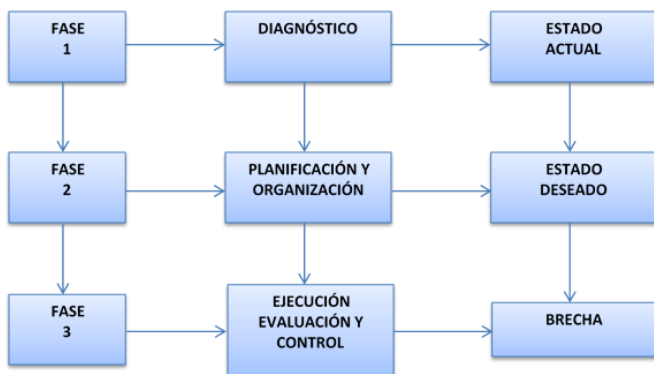 FASE
1
DIAGNÓSTICO
ESTADO
ACTUAL
FASE
2
PLANIFICACIÓN Y
ORGANIZACIÓN
ESTADO
DESEADO
FASE
3
EJECUCIÓN
EVALUACIÓN Y
CONTROL
BRECHA